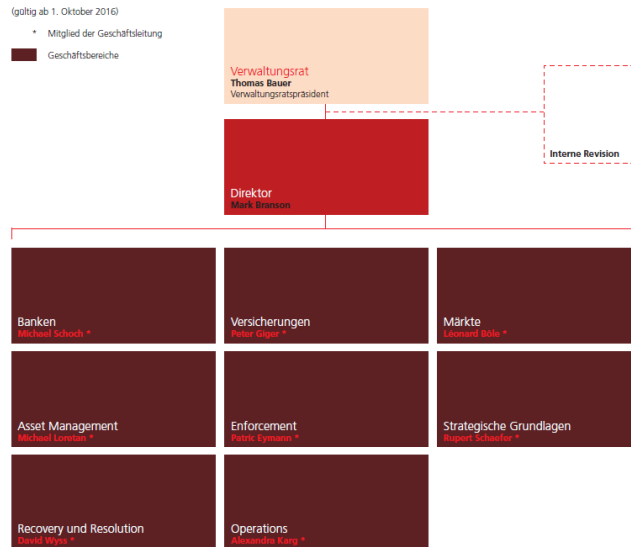 (gültig ab 1. Oktober 2016)
* Mitglied der Geschäftsleitung
Geschäftsbereiche
Verwaltungsrat
Thomas Bauer
Verwaltungsratspräsident
Interne Revision
Direktor
Mark Branson
Banken
Michael Schoch *
Versicherungen
Peter Giger *
Märkte
Léonard Bôle *
Asset Management
Michael Loretan *
Enforcement
Patric Eymann *
Strategische Grundlagen
Rupert Schaefer *
Recovery und Resolution
David Wyss *
Operations
Alexandra Karg *